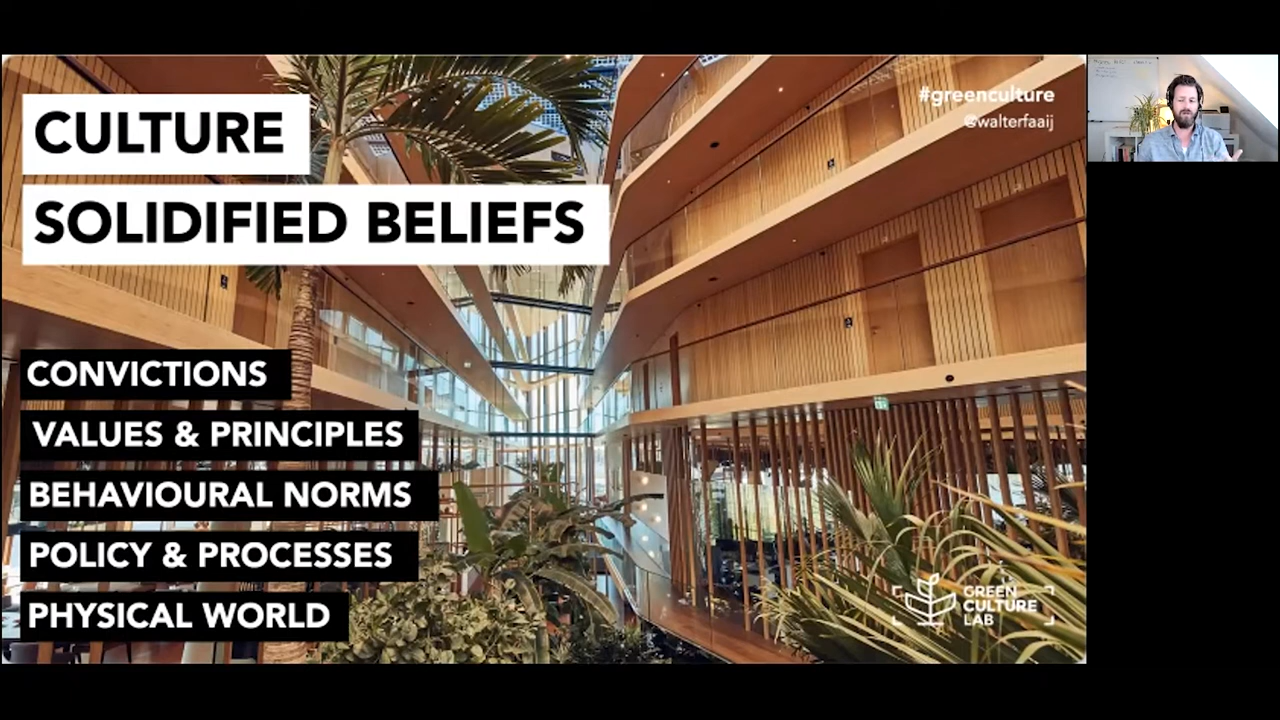 CULTURE
SOLIDIFIED BELIEFS
#greenculture
@walterfaaij
CONVICTIONS
VALUES & PRINCIPLES
BEHAVIOURAL NORMS
POLICY & PROCESSES
PHYSICAL WORLD
GREEN
CULTURE
LAB